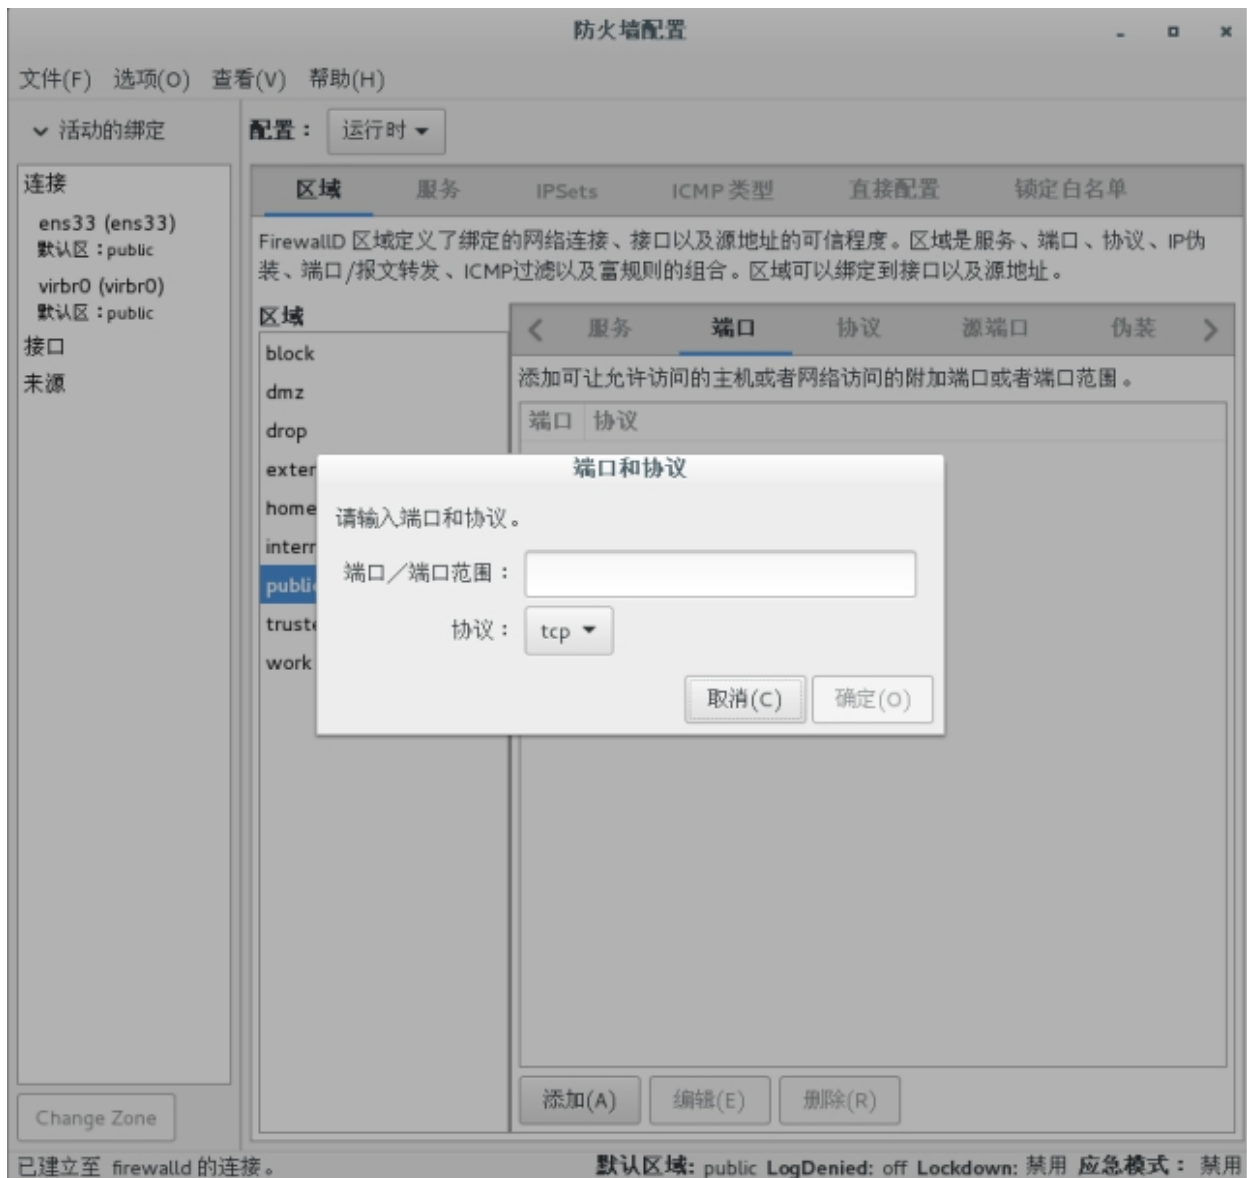 防火墙配置
文件(F) 选项(O) 查看(V) 帮助(H)
活动的绑定
配置： 运行时
连接
ens33 (ens33)
默认区：public
virbr0 (virbr0)
默认区：public
接口
来源
区域 服务 IPSets ICMP 类型 直接配置 锁定白名单
FirewallD 区域定义了绑定的网络连接、接口以及源地址的可信程度。区域是服务、端口、协议、IP伪
装、端口/报文转发、ICMP过滤以及富规则的组合。区域可以绑定到接口以及源地址。
区域
block
dmz
drop
exter
home
interr
public
truste
work
服务 端口 协议 源端口 伪装
添加可让允许访问的主机或者网络访问的附加端口或者端口范围。
端口 协议
端口和协议
请输入端口和协议。
端口／端口范围：
协议： tcp
取消(C) 确定(O)
添加(A) 编辑(E) 删除(R)
Change Zone
已建立至 firewalld 的连接。
默认区域: public LogDenied: off Lockdown: 禁用 应急模式： 禁用